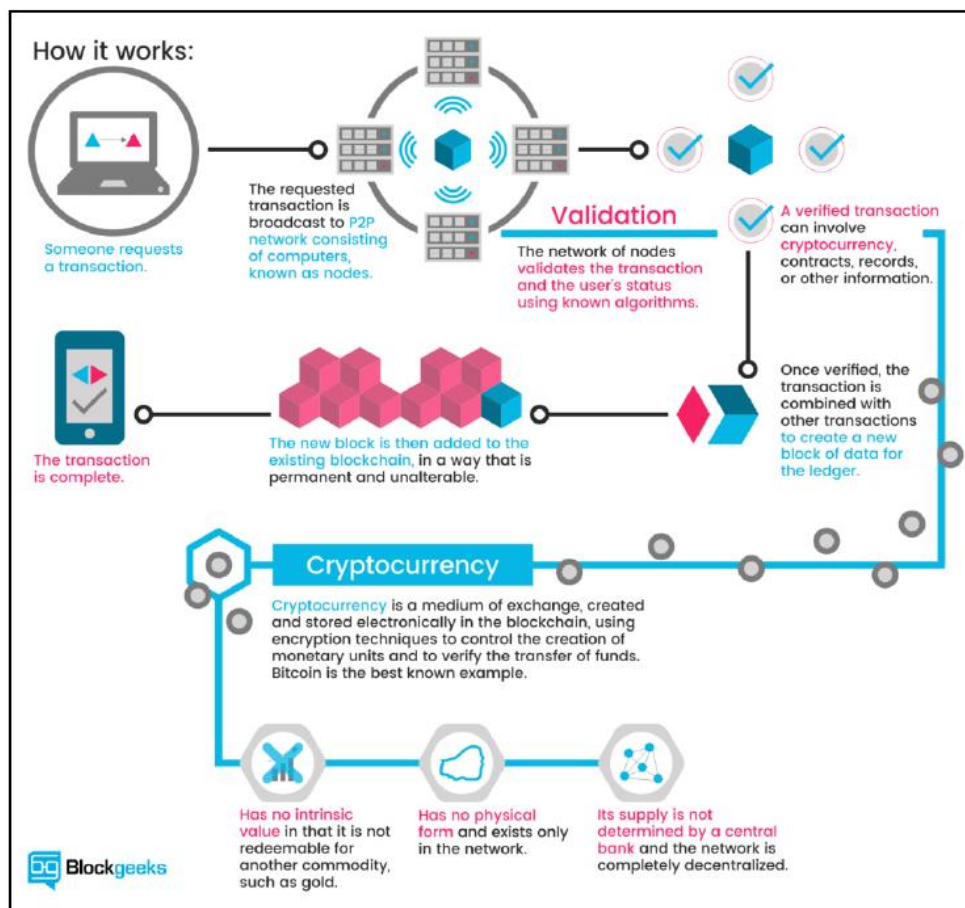 How it works:
Someone requests
a transaction.
The requested
transaction is
broadcast to P2P
network consisting
of computers,
known as nodes.
Validation
The network of nodes
validates the transaction
and the user's status
using known algorithms.
A verified transaction
can involve
cryptocurrency,
contracts, records,
or other information.
Once verified, the
transaction is
combined with
other transactions
to create a new
block of data for
the ledger.
The new block is then added to the
existing blockchain, in a way that is
permanent and unalterable.
The transaction
is complete.
Cryptocurrency
Cryptocurrency is a medium of exchange, created
and stored electronically in the blockchain, using
encryption techniques to control the creation of
monetary units and to verify the transfer of funds.
Bitcoin is the best known example.
Has no intrinsic
value in that it is not
redeemable for
another commodity,
such as gold.
Has no physical
form and exists only
in the network.
Its supply is not
determined by a central
bank and the network is
completely decentralized.
Blockgeeks